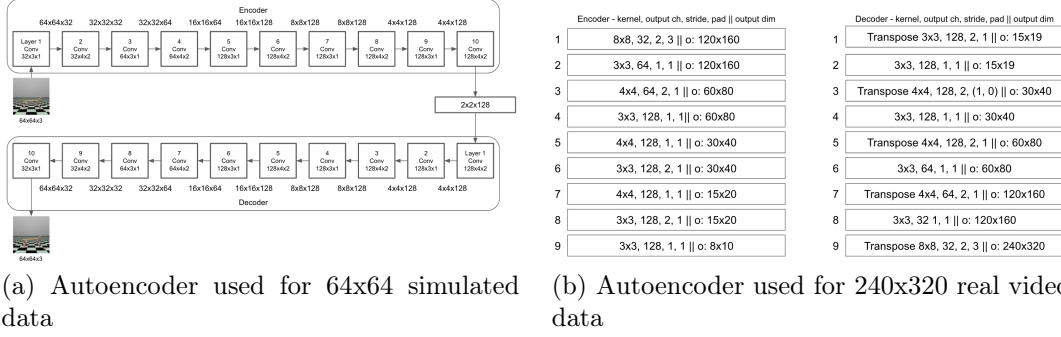 Encoder
64x64x32 32x32x32 32x32x64 16x16x64 16x16x128 8x8x128 8x8x128 4x4x128 4x4x128
Layer 1 Conv 32x3x1
2 Conv 32x4x2
3 Conv 64x3x1
4 Conv 64x4x2
5 Conv 128x3x1
6 Conv 128x4x2
7 Conv 128x3x1
8 Conv 128x4x2
9 Conv 128x3x1
10 Conv 128x4x2
64x64x3
2x2x128
10 Conv 32x3x1
9 Conv 32x4x2
8 Conv 64x3x1
7 Conv 64x4x2
6 Conv 128x3x1
5 Conv 128x4x2
4 Conv 128x3x1
3 Conv 128x4x2
2 Conv 128x3x1
Layer 1 Conv 128x4x2
64x64x32 32x32x32 32x32x64 16x16x64 16x16x128 8x8x128 8x8x128 4x4x128 4x4x128
Decoder
64x64x3
(a) Autoencoder used for 64x64 simulated
data
Encoder - kernel, output ch, stride, pad || output dim
1 8x8, 32, 2, 3 || o: 120x160
2 3x3, 64, 1, 1 || o: 120x160
3 4x4, 64, 2, 1 || o: 60x80
4 3x3, 128, 1, 1|| o: 60x80
5 4x4, 128, 1, 1 || o: 30x40
6 3x3, 128, 2, 1 || o: 30x40
7 4x4, 128, 1, 1 || o: 15x20
8 3x3, 128, 2, 1 || o: 15x20
9 3x3, 128, 1, 1 || o: 8x10
Decoder - kernel, output ch, stride, pad || output dim
1 Transpose 3x3, 128, 2, 1 || o: 15x19
2 3x3, 128, 1, 1 || o: 15x19
3 Transpose 4x4, 128, 2, (1, 0) || o: 30x40
4 3x3, 128, 1, 1 || o: 30x40
5 Transpose 4x4, 128, 2, 1 || o: 60x80
6 3x3, 64, 1, 1 || o: 60x80
7 Transpose 4x4, 64, 2, 1 || o: 120x160
8 3x3, 32 1, 1 || o: 120x160
9 Transpose 8x8, 32, 2, 3 || o: 240x320
(b) Autoencoder used for 240x320 real video
data